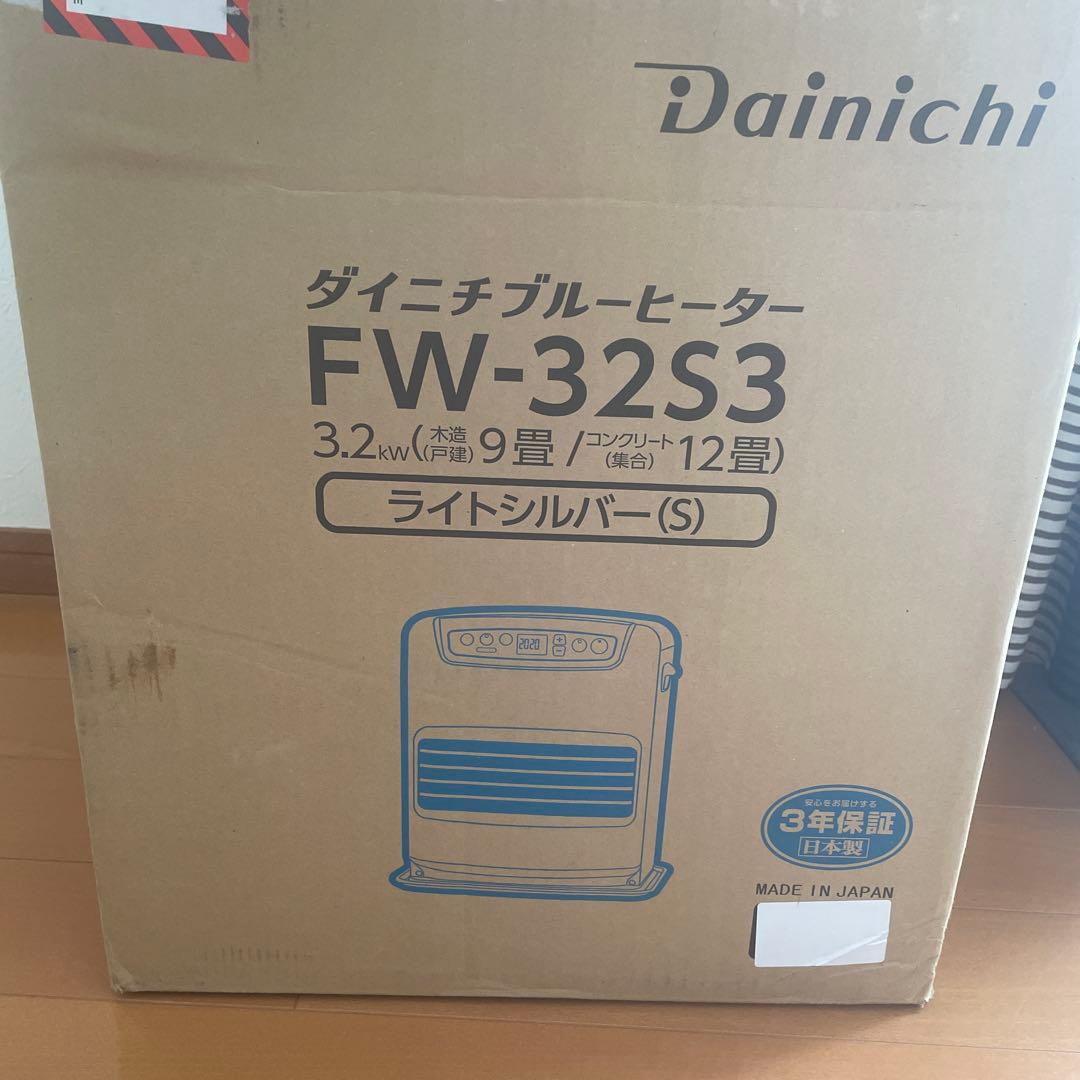 Dainichi
ダイニチブルーヒーター
FW-32S3
3.2kW(木造(戸建)9畳/コンクリート(集合)12畳)
ライトシルバー(S)
2020
安心をお届けする
3年保証
日本製
MADE IN JAPAN